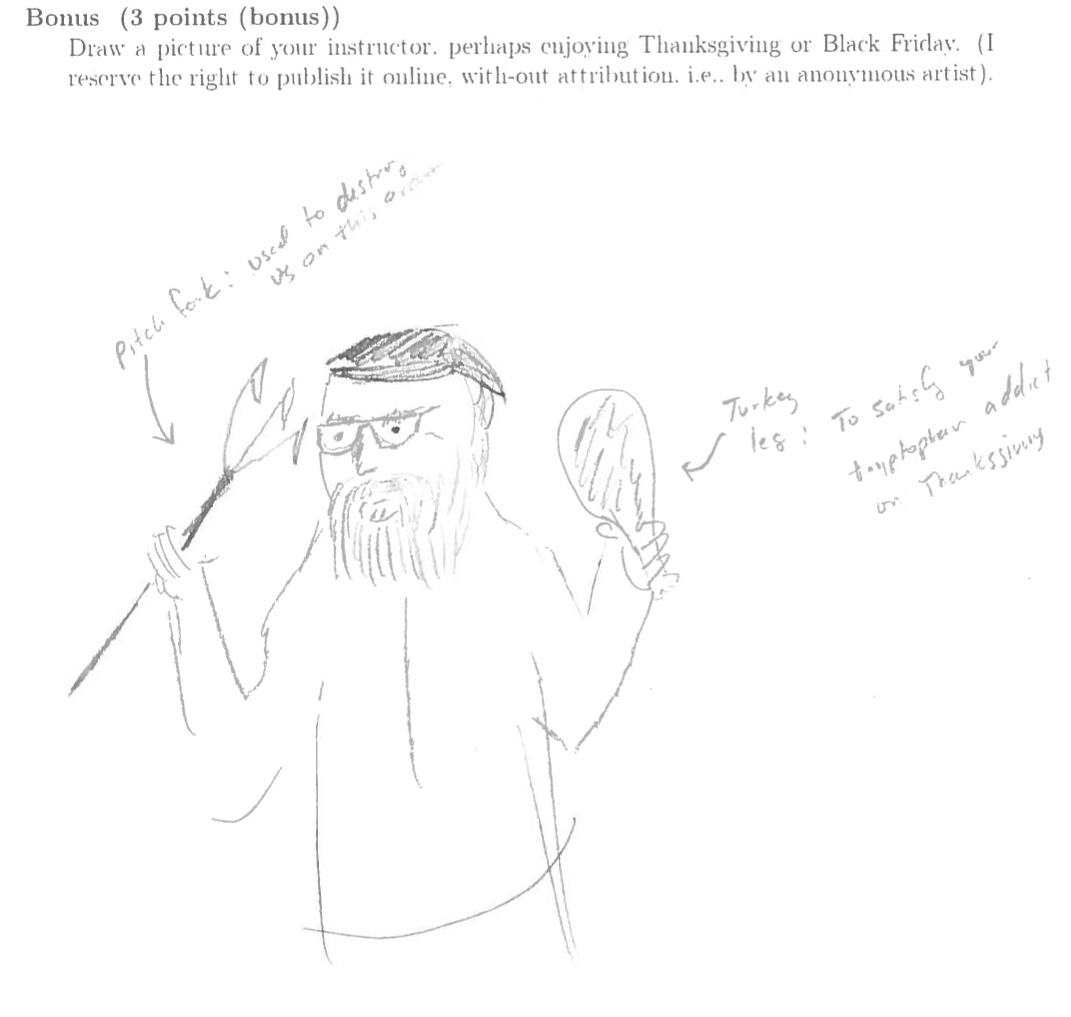 Bonus (3 points (bonus))
Draw a picture of your instructor. perhaps enjoying Thanksgiving or Black Friday. (I
reserve the right to publish it online, with-out attribution. i.e.. by an anonymous artist).
Pitch fork: used to destroy
us on this
Turkey
leg: To satisfy your
addict
on Thanksgiving